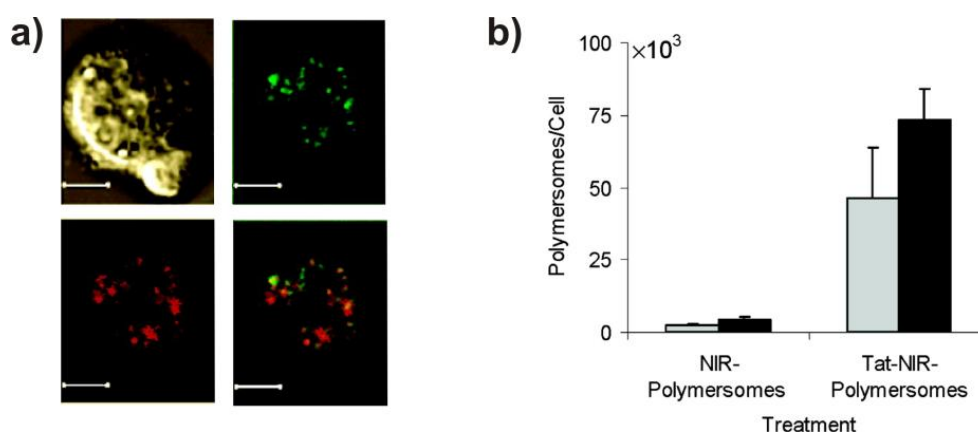 a)
b)
Polymersomes/Cell
×10³
100
75
50
25
0
NIR-
Polymersomes
Tat-NIR-
Polymersomes
Treatment